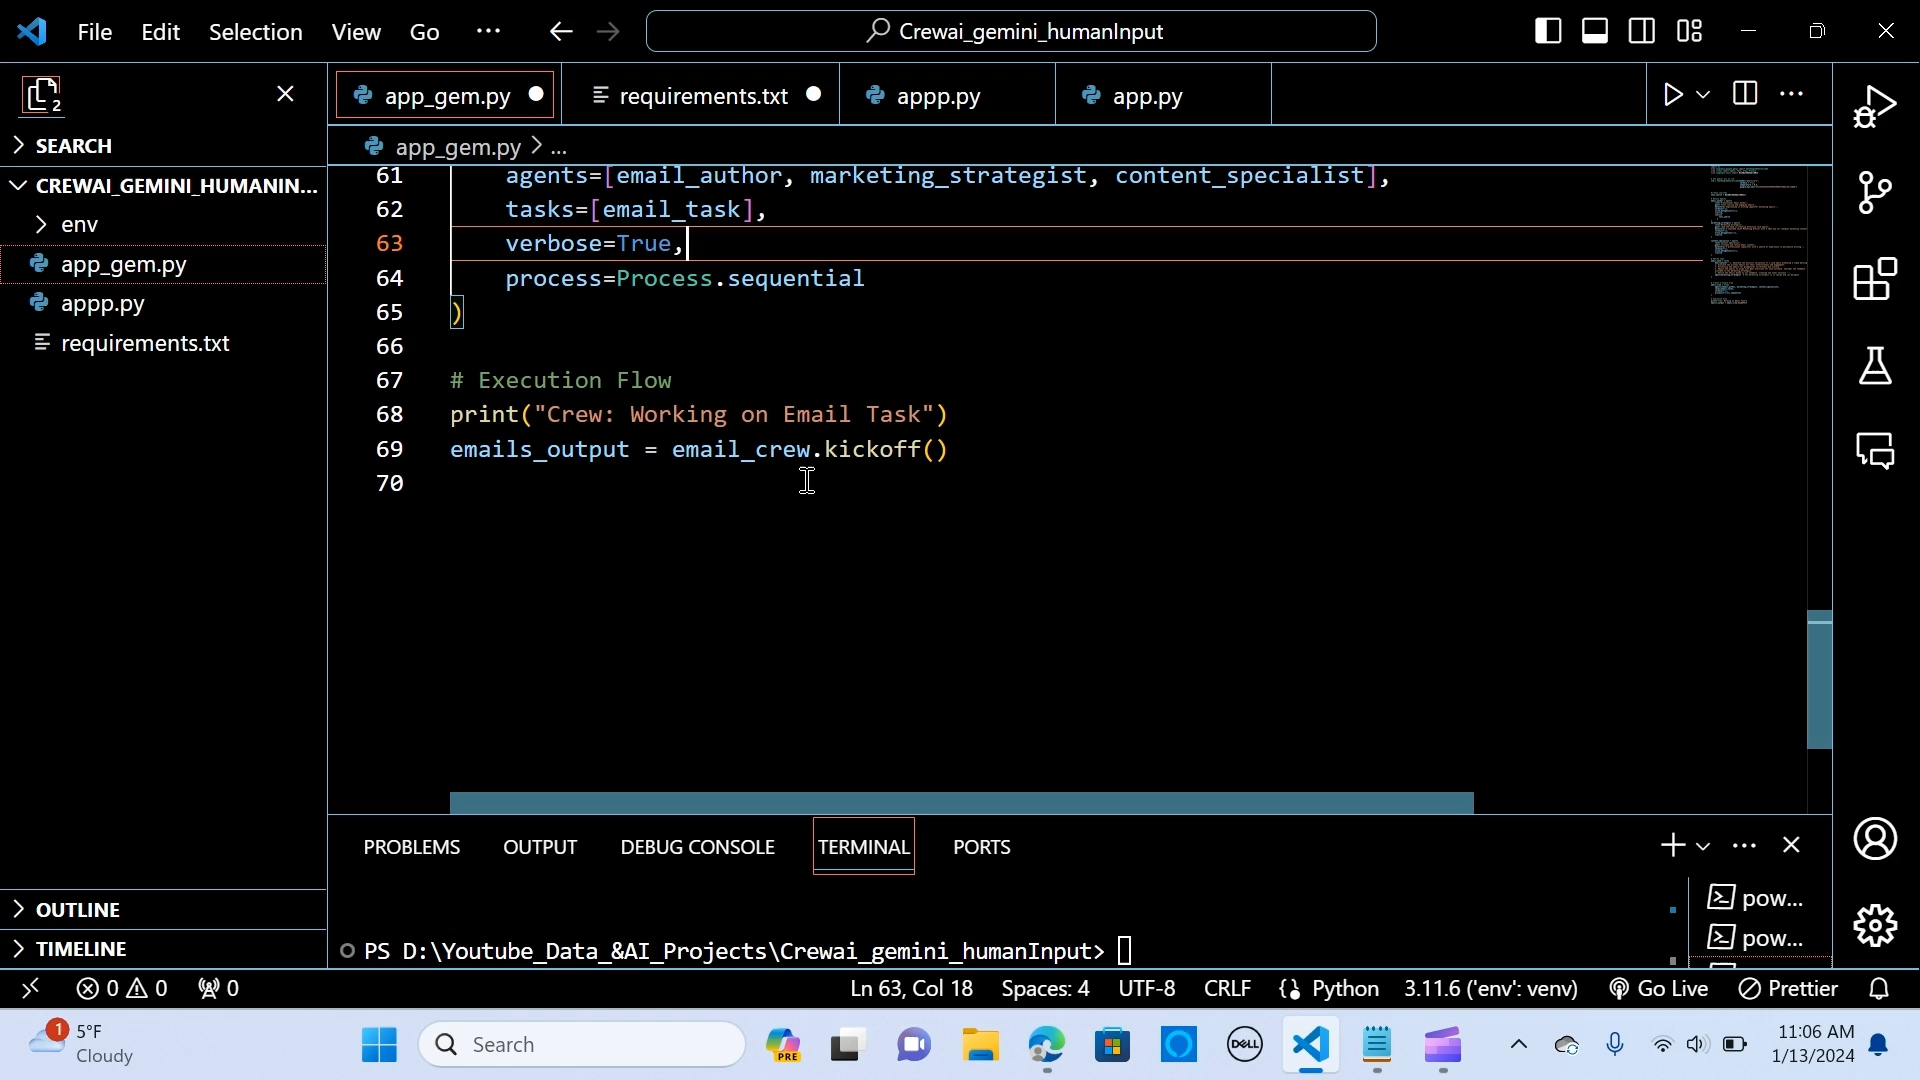 File Edit Selection View Go ... Crewai_gemini_humanInput
2
SEARCH
CREWAI_GEMINI_HUMANIN...
env
app_gem.py
appp.py
requirements.txt
OUTLINE
TIMELINE
app_gem.py requirements.txt appp.py app.py
app_gem.py > ...
61 agents=[email_author, marketing_strategist, content_specialist],
62 tasks=[email_task],
63 verbose=True,
64 process=Process.sequential
65 )
66
67 # Execution Flow
68 print("Crew: Working on Email Task")
69 emails_output = email_crew.kickoff()
70
PROBLEMS OUTPUT DEBUG CONSOLE TERMINAL PORTS
PS D:\Youtube_Data_&AI_Projects\Crewai_gemini_humanInput>
pow...
pow...
0 0 0 Ln 63, Col 18 Spaces: 4 UTF-8 CRLF Python 3.11.6 ('env': venv) Go Live Prettier
1 5°F
Cloudy
Search
PRE
DELL
11:06 AM
1/13/2024